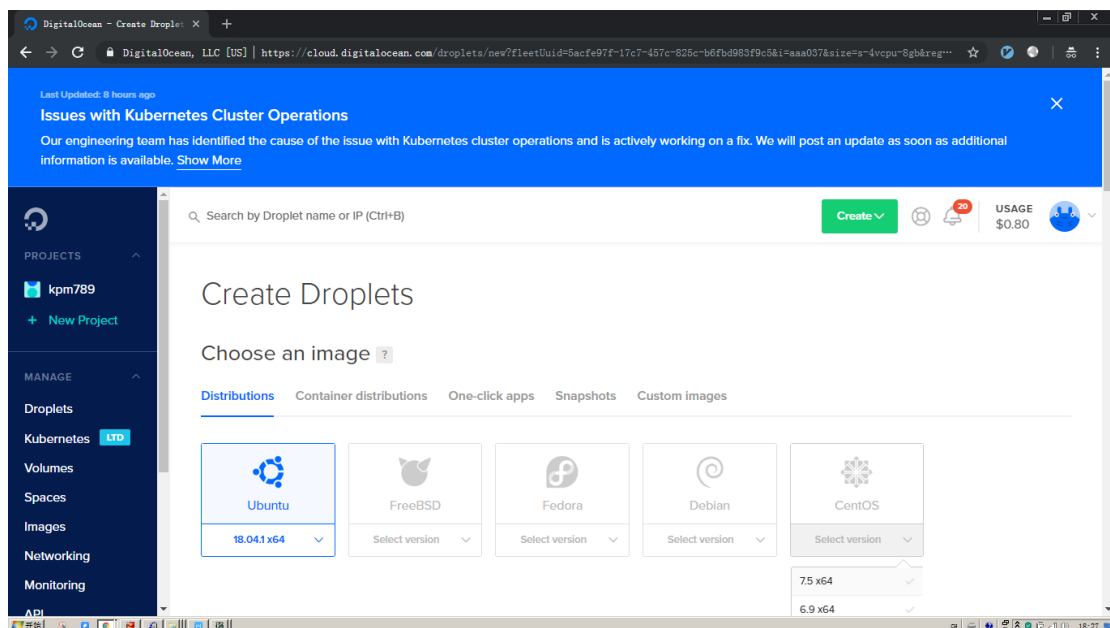 DigitalOcean - Create Droplet
DigitalOcean, LLC [US] | https://cloud.digitalocean.com/droplets/new?fleetUuid=5acfe97f-17c7-457c-825c-b6fbd983f9c5&i=aaa037&size=s-4vcpu-8gb&reg…
Last Updated: 8 hours ago
Issues with Kubernetes Cluster Operations
Our engineering team has identified the cause of the issue with Kubernetes cluster operations and is actively working on a fix. We will post an update as soon as additional
information is available. Show More
Search by Droplet name or IP (Ctrl+B)
Create
20
USAGE
$0.80
PROJECTS
kpm789
+ New Project
MANAGE
Droplets
Kubernetes LTD
Volumes
Spaces
Images
Networking
Monitoring
API
Create Droplets
Choose an image ?
Distributions Container distributions One-click apps Snapshots Custom images
Ubuntu FreeBSD Fedora Debian CentOS
18.04.1 x64 Select version Select version Select version Select version
7.5 x64
6.9 x64
开始
18:27